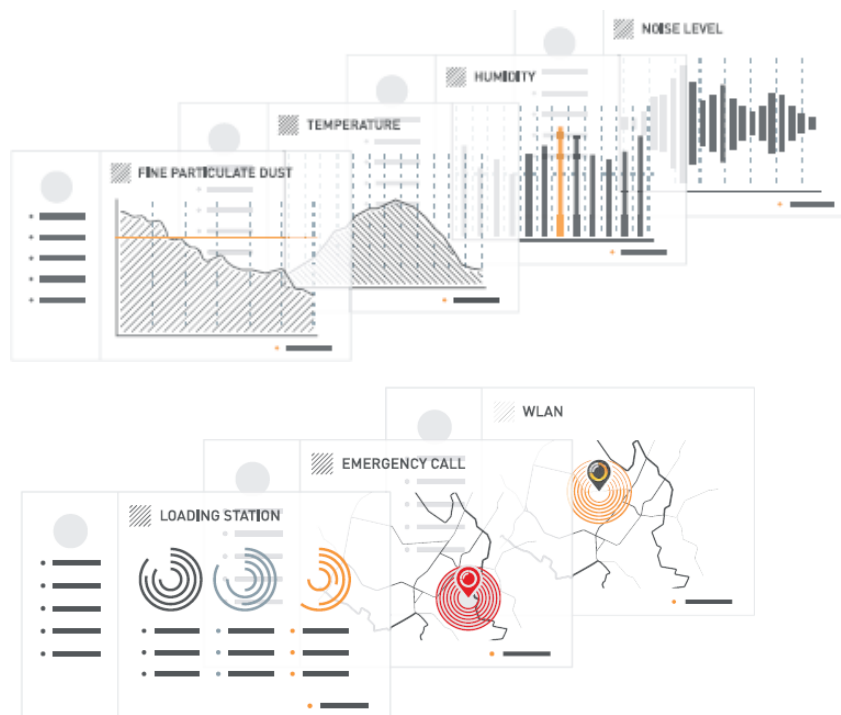 NOISE LEVEL
HUMIDITY
TEMPERATURE
FINE PARTICULATE DUST
WLAN
EMERGENCY CALL
LOADING STATION